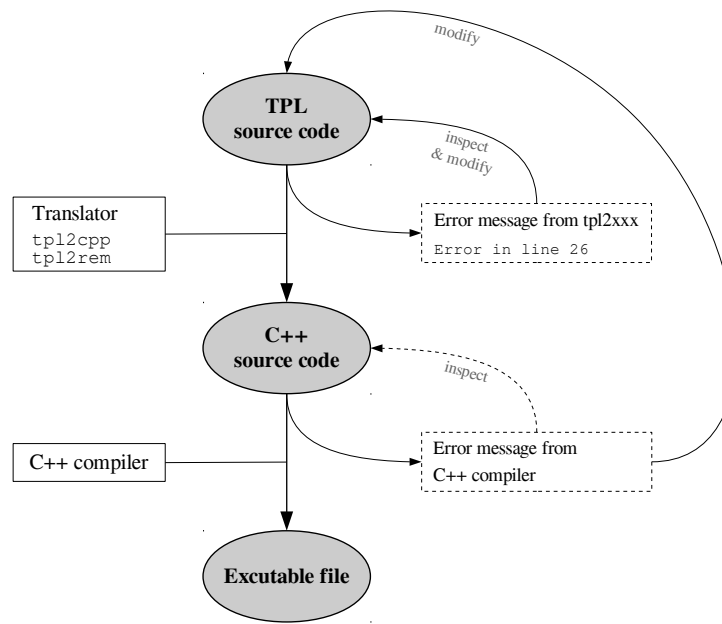 modify
TPL
source code
inspect
& modify
Translator
tpl2cpp
tpl2rem
Error message from tpl2xxx
Error in line 26
C++
source code
inspect
C++ compiler
Error message from
C++ compiler
Excutable file